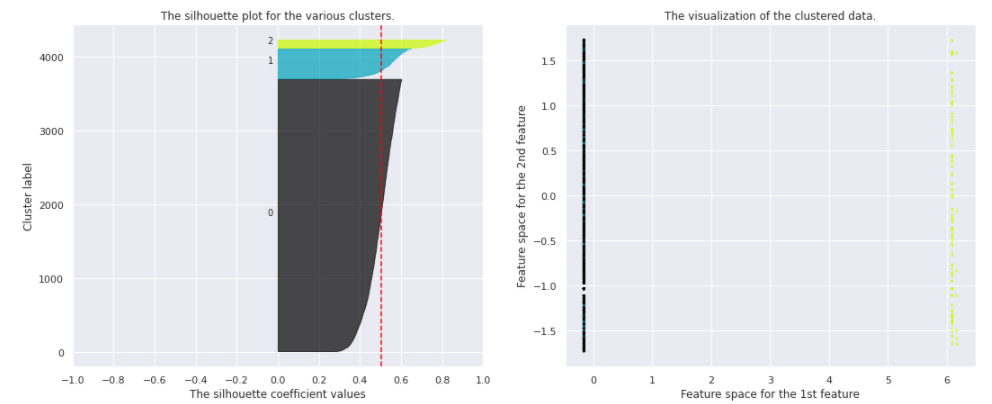 The silhouette plot for the various clusters.
Cluster label
4000
3000
2000
1000
0
2
1
0
−1.0 −0.8 −0.6 −0.4 −0.2 0.0 0.2 0.4 0.6 0.8 1.0
The silhouette coefficient values
The visualization of the clustered data.
Feature space for the 2nd feature
1.5
1.0
0.5
0.0
−0.5
−1.0
−1.5
0 1 2 3 4 5 6
Feature space for the 1st feature